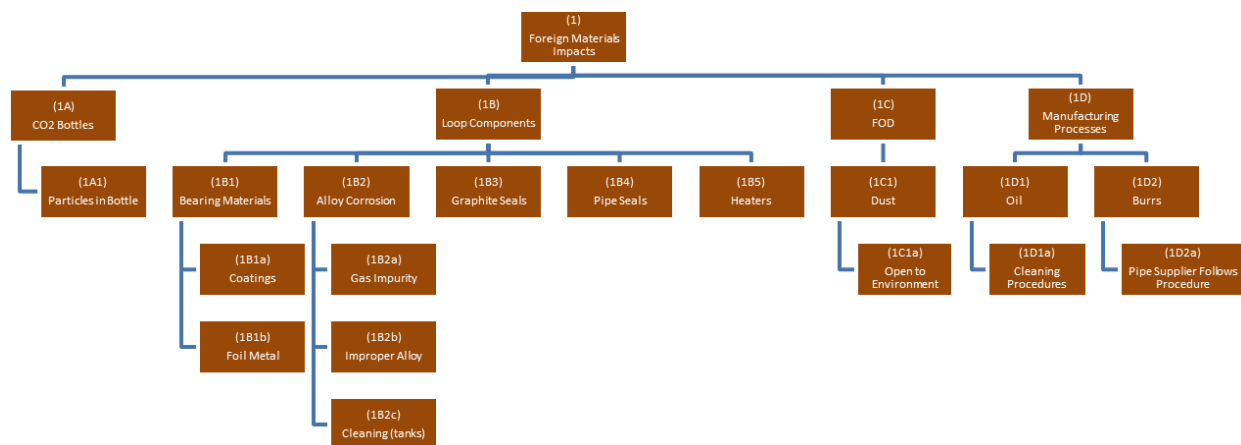 (1)
Foreign Materials
Impacts
(1A)
CO2 Bottles
(1B)
Loop Components
(1C)
FOD
(1D)
Manufacturing
Processes
(1A1)
Particles in Bottle
(1B1)
Bearing Materials
(1B2)
Alloy Corrosion
(1B3)
Graphite Seals
(1B4)
Pipe Seals
(1B5)
Heaters
(1C1)
Dust
(1D1)
Oil
(1D2)
Burrs
(1B1a)
Coatings
(1B2a)
Gas Impurity
(1C1a)
Open to
Environment
(1D1a)
Cleaning
Procedures
(1D2a)
Pipe Supplier Follows
Procedure
(1B1b)
Foil Metal
(1B2b)
Improper Alloy
(1B2c)
Cleaning (tanks)